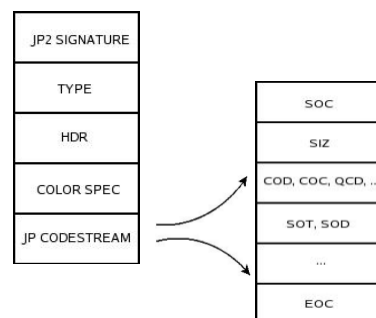 JP2 SIGNATURE
TYPE
HDR
COLOR SPEC
JP CODESTREAM
SOC
SIZ
COD, COC, QCD, ..
SOT, SOD
...
EOC